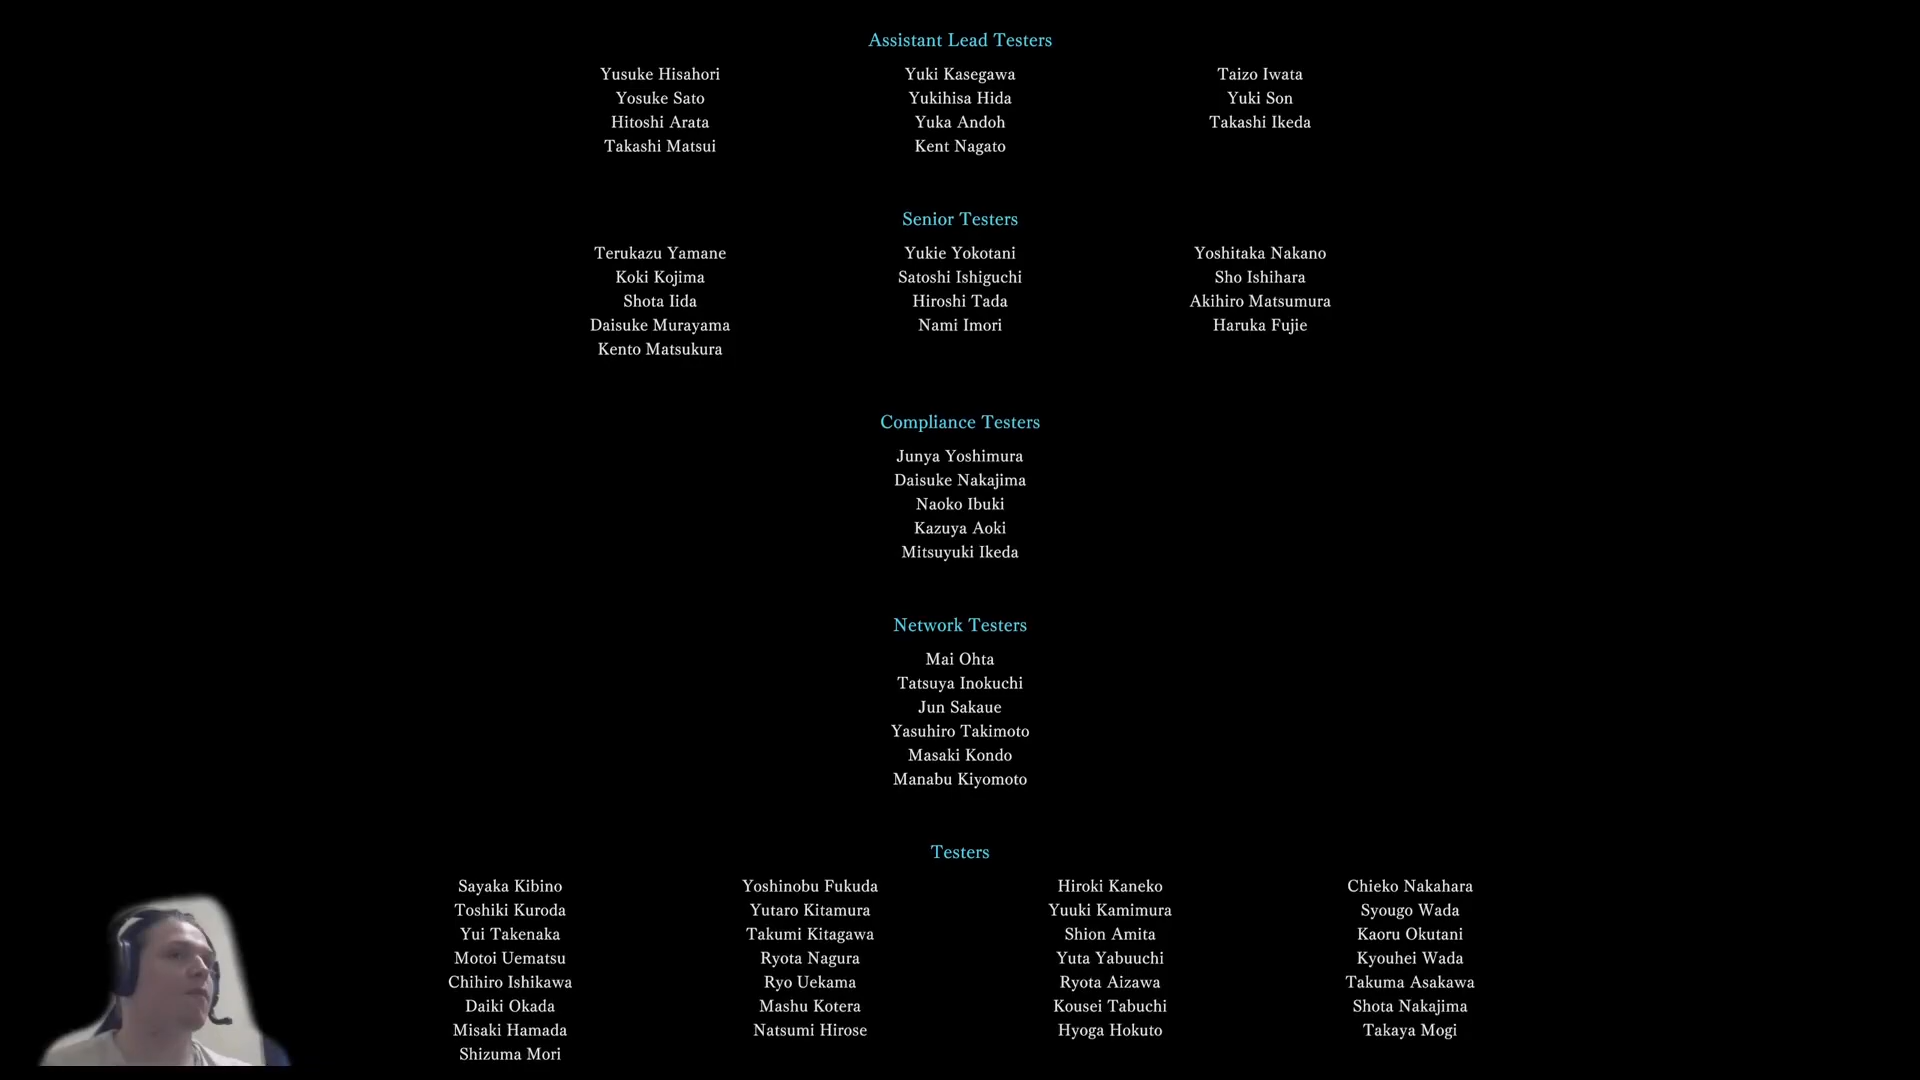 Assistant Lead Testers
Yusuke Hisahori Yuki Kasegawa Taizo Iwata
Yosuke Sato Yukihisa Hida Yuki Son
Hitoshi Arata Yuka Andoh Takashi Ikeda
Takashi Matsui Kent Nagato
Senior Testers
Terukazu Yamane Yukie Yokotani Yoshitaka Nakano
Koki Kojima Satoshi Ishiguchi Sho Ishihara
Shota Iida Hiroshi Tada Akihiro Matsumura
Daisuke Murayama Nami Imori Haruka Fujie
Kento Matsukura
Compliance Testers
Junya Yoshimura
Daisuke Nakajima
Naoko Ibuki
Kazuya Aoki
Mitsuyuki Ikeda
Network Testers
Mai Ohta
Tatsuya Inokuchi
Jun Sakaue
Yasuhiro Takimoto
Masaki Kondo
Manabu Kiyomoto
Testers
Sayaka Kibino Yoshinobu Fukuda Hiroki Kaneko Chieko Nakahara
Toshiki Kuroda Yutaro Kitamura Yuuki Kamimura Syougo Wada
Yui Takenaka Takumi Kitagawa Shion Amita Kaoru Okutani
Motoi Uematsu Ryota Nagura Yuta Yabuuchi Kyouhei Wada
Chihiro Ishikawa Ryo Uekama Ryota Aizawa Takuma Asakawa
Daiki Okada Mashu Kotera Kousei Tabuchi Shota Nakajima
Misaki Hamada Natsumi Hirose Hyoga Hokuto Takaya Mogi
Shizuma Mori